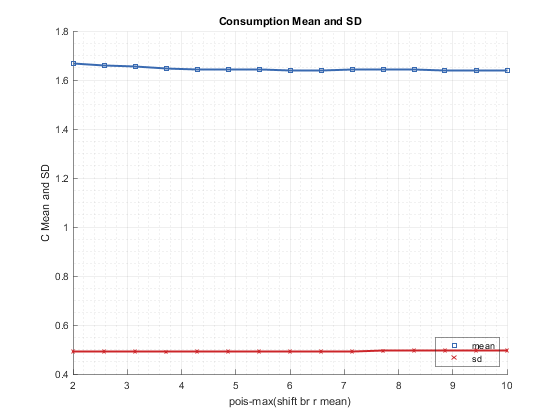 Consumption Mean and SD
C Mean and SD
1.8
1.6
1.4
1.2
1
0.8
0.6
0.4
2 3 4 5 6 7 8 9 10
pois-max(shift br r mean)
mean
sd